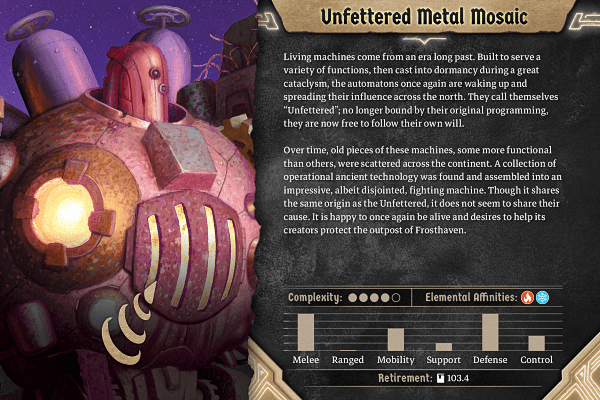 Unfettered Metal Mosaic
Living machines come from an era long past. Built to serve a
variety of functions, then cast into dormancy during a great
cataclysm, the automatons once again are waking up and
spreading their influence across the north. They call themselves
“Unfettered”; no longer bound by their original programming,
they are now free to follow their own will.
Over time, old pieces of these machines, some more functional
than others, were scattered across the continent. A collection of
operational ancient technology was found and assembled into an
impressive, albeit disjointed, fighting machine. Though it shares
the same origin as the Unfettered, it does not seem to share their
cause. It is happy to once again be alive and desires to help its
creators protect the outpost of Frosthaven.
Complexity: Elemental Affinities:
Melee Ranged Mobility Support Defense Control
Retirement: 103.4